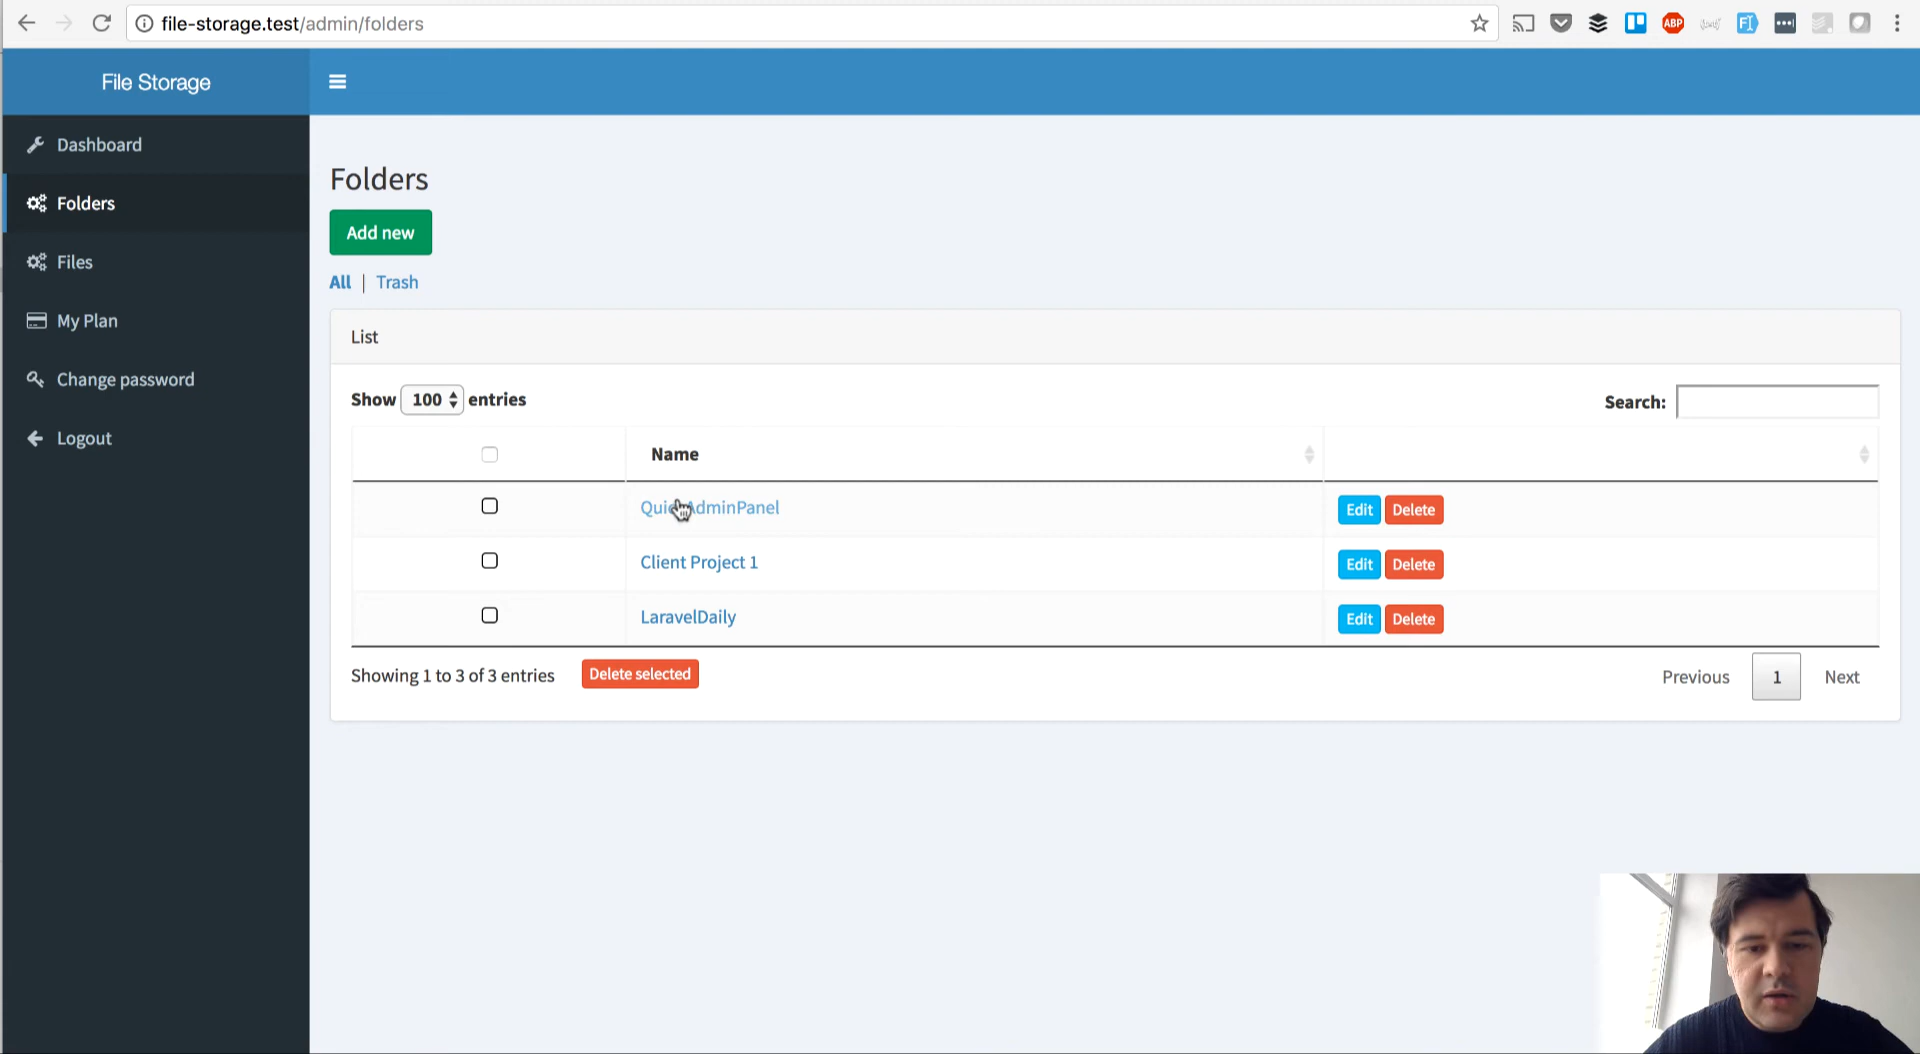 file-storage.test/admin/folders
ABP
File Storage
Dashboard
Folders
Files
My Plan
Change password
Logout
Folders
Add new
All | Trash
List
Show 100 entries
Search:
Name
QuickAdminPanel Edit Delete
Client Project 1 Edit Delete
LaravelDaily Edit Delete
Showing 1 to 3 of 3 entries Delete selected
Previous 1 Next